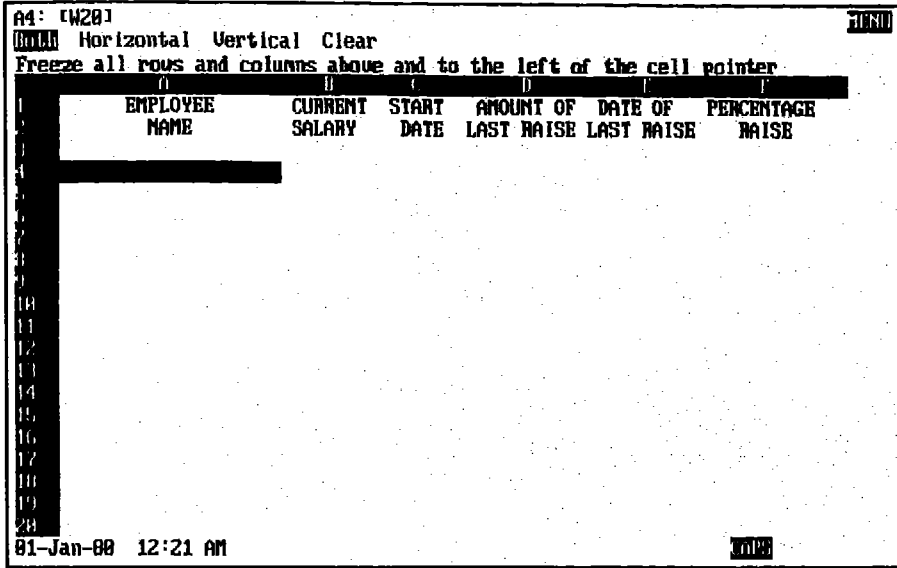 A4: [W20] MENU
Both Horizontal Vertical Clear
Freeze all rows and columns above and to the left of the cell pointer
A B C D E F
1 EMPLOYEE CURRENT START AMOUNT OF DATE OF PERCENTAGE
2 NAME SALARY DATE LAST RAISE LAST RAISE RAISE
3
4
5
6
7
8
9
10
11
12
13
14
15
16
17
18
19
20
01-Jan-80 12:21 AM CAPS